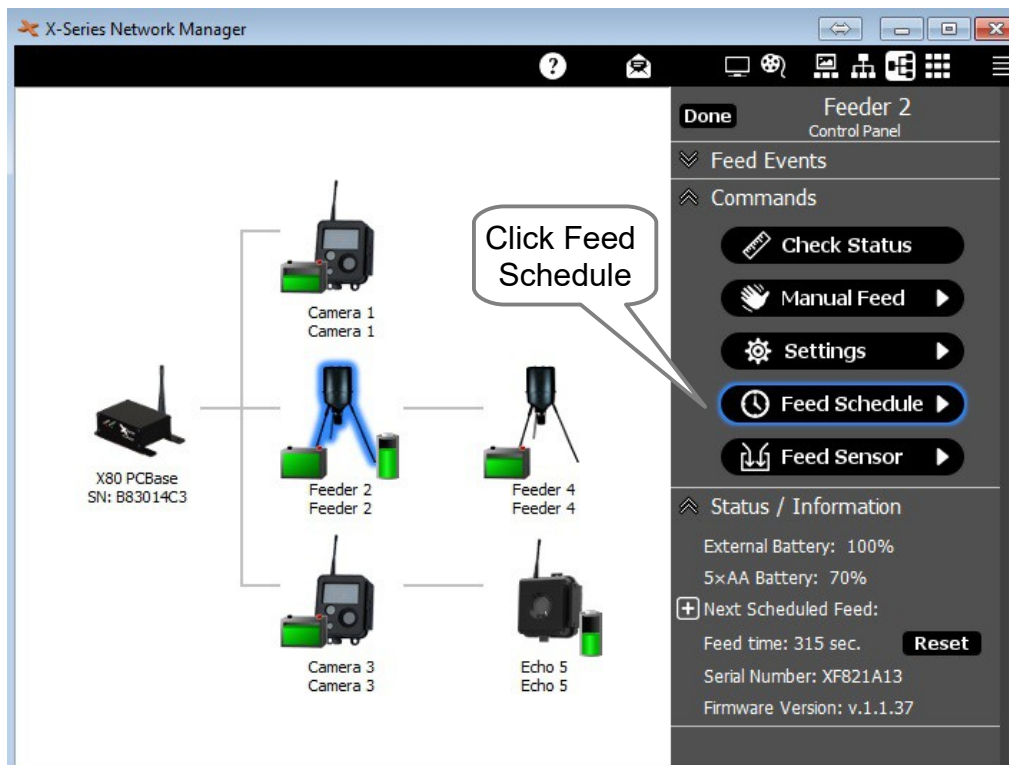 X-Series Network Manager
Done
Feeder 2
Control Panel
Feed Events
Commands
Check Status
Manual Feed
Settings
Feed Schedule
Feed Sensor
Click Feed
Schedule
Camera 1
Camera 1
X80 PCBase
SN: B83014C3
Feeder 2
Feeder 2
Feeder 4
Feeder 4
Camera 3
Camera 3
Echo 5
Echo 5
Status / Information
External Battery: 100%
5×AA Battery: 70%
Next Scheduled Feed:
Feed time: 315 sec. Reset
Serial Number: XF821A13
Firmware Version: v.1.1.37